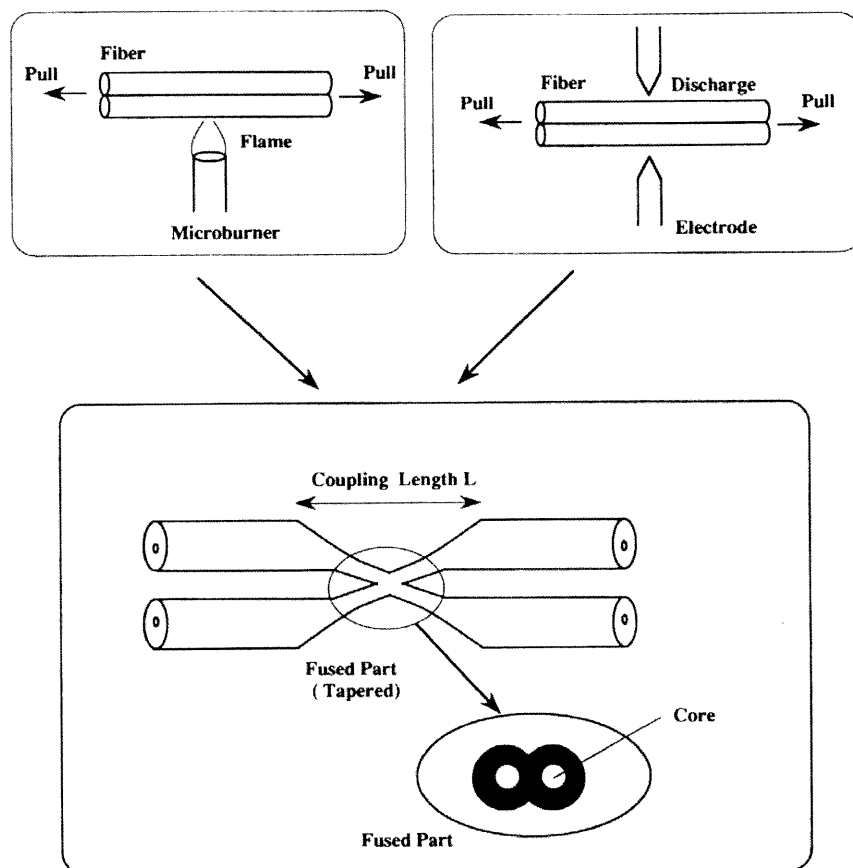 Fiber
Pull
Pull
Flame
Microburner
Fiber
Discharge
Pull
Pull
Electrode
Coupling Length L
Fused Part
( Tapered)
Core
Fused Part